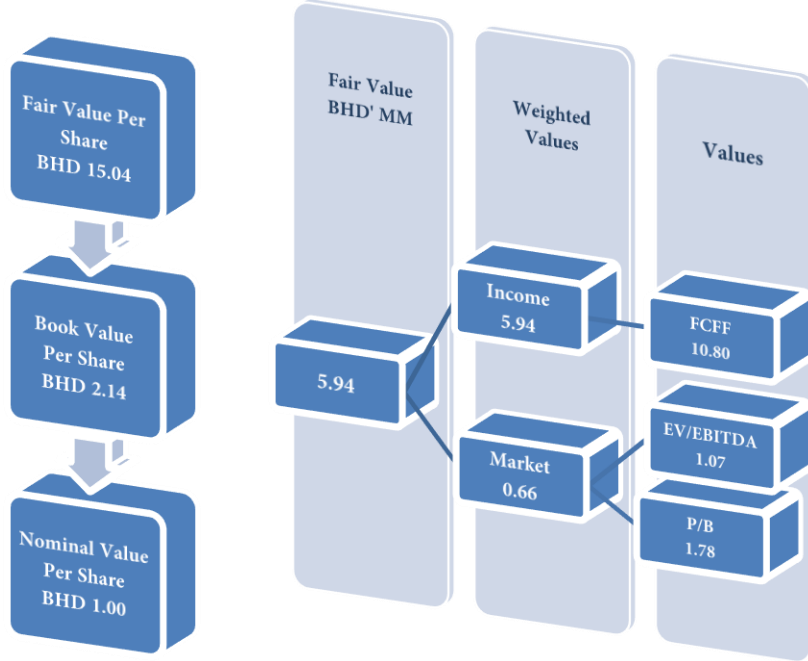 Fair Value Per
Share
BHD 15.04
Book Value
Per Share
BHD 2.14
Nominal Value
Per Share
BHD 1.00
Fair Value
BHD' MM
5.94
Weighted
Values
Income
5.94
Market
0.66
Values
FCFF
10.80
EV/EBITDA
1.07
P/B
1.78